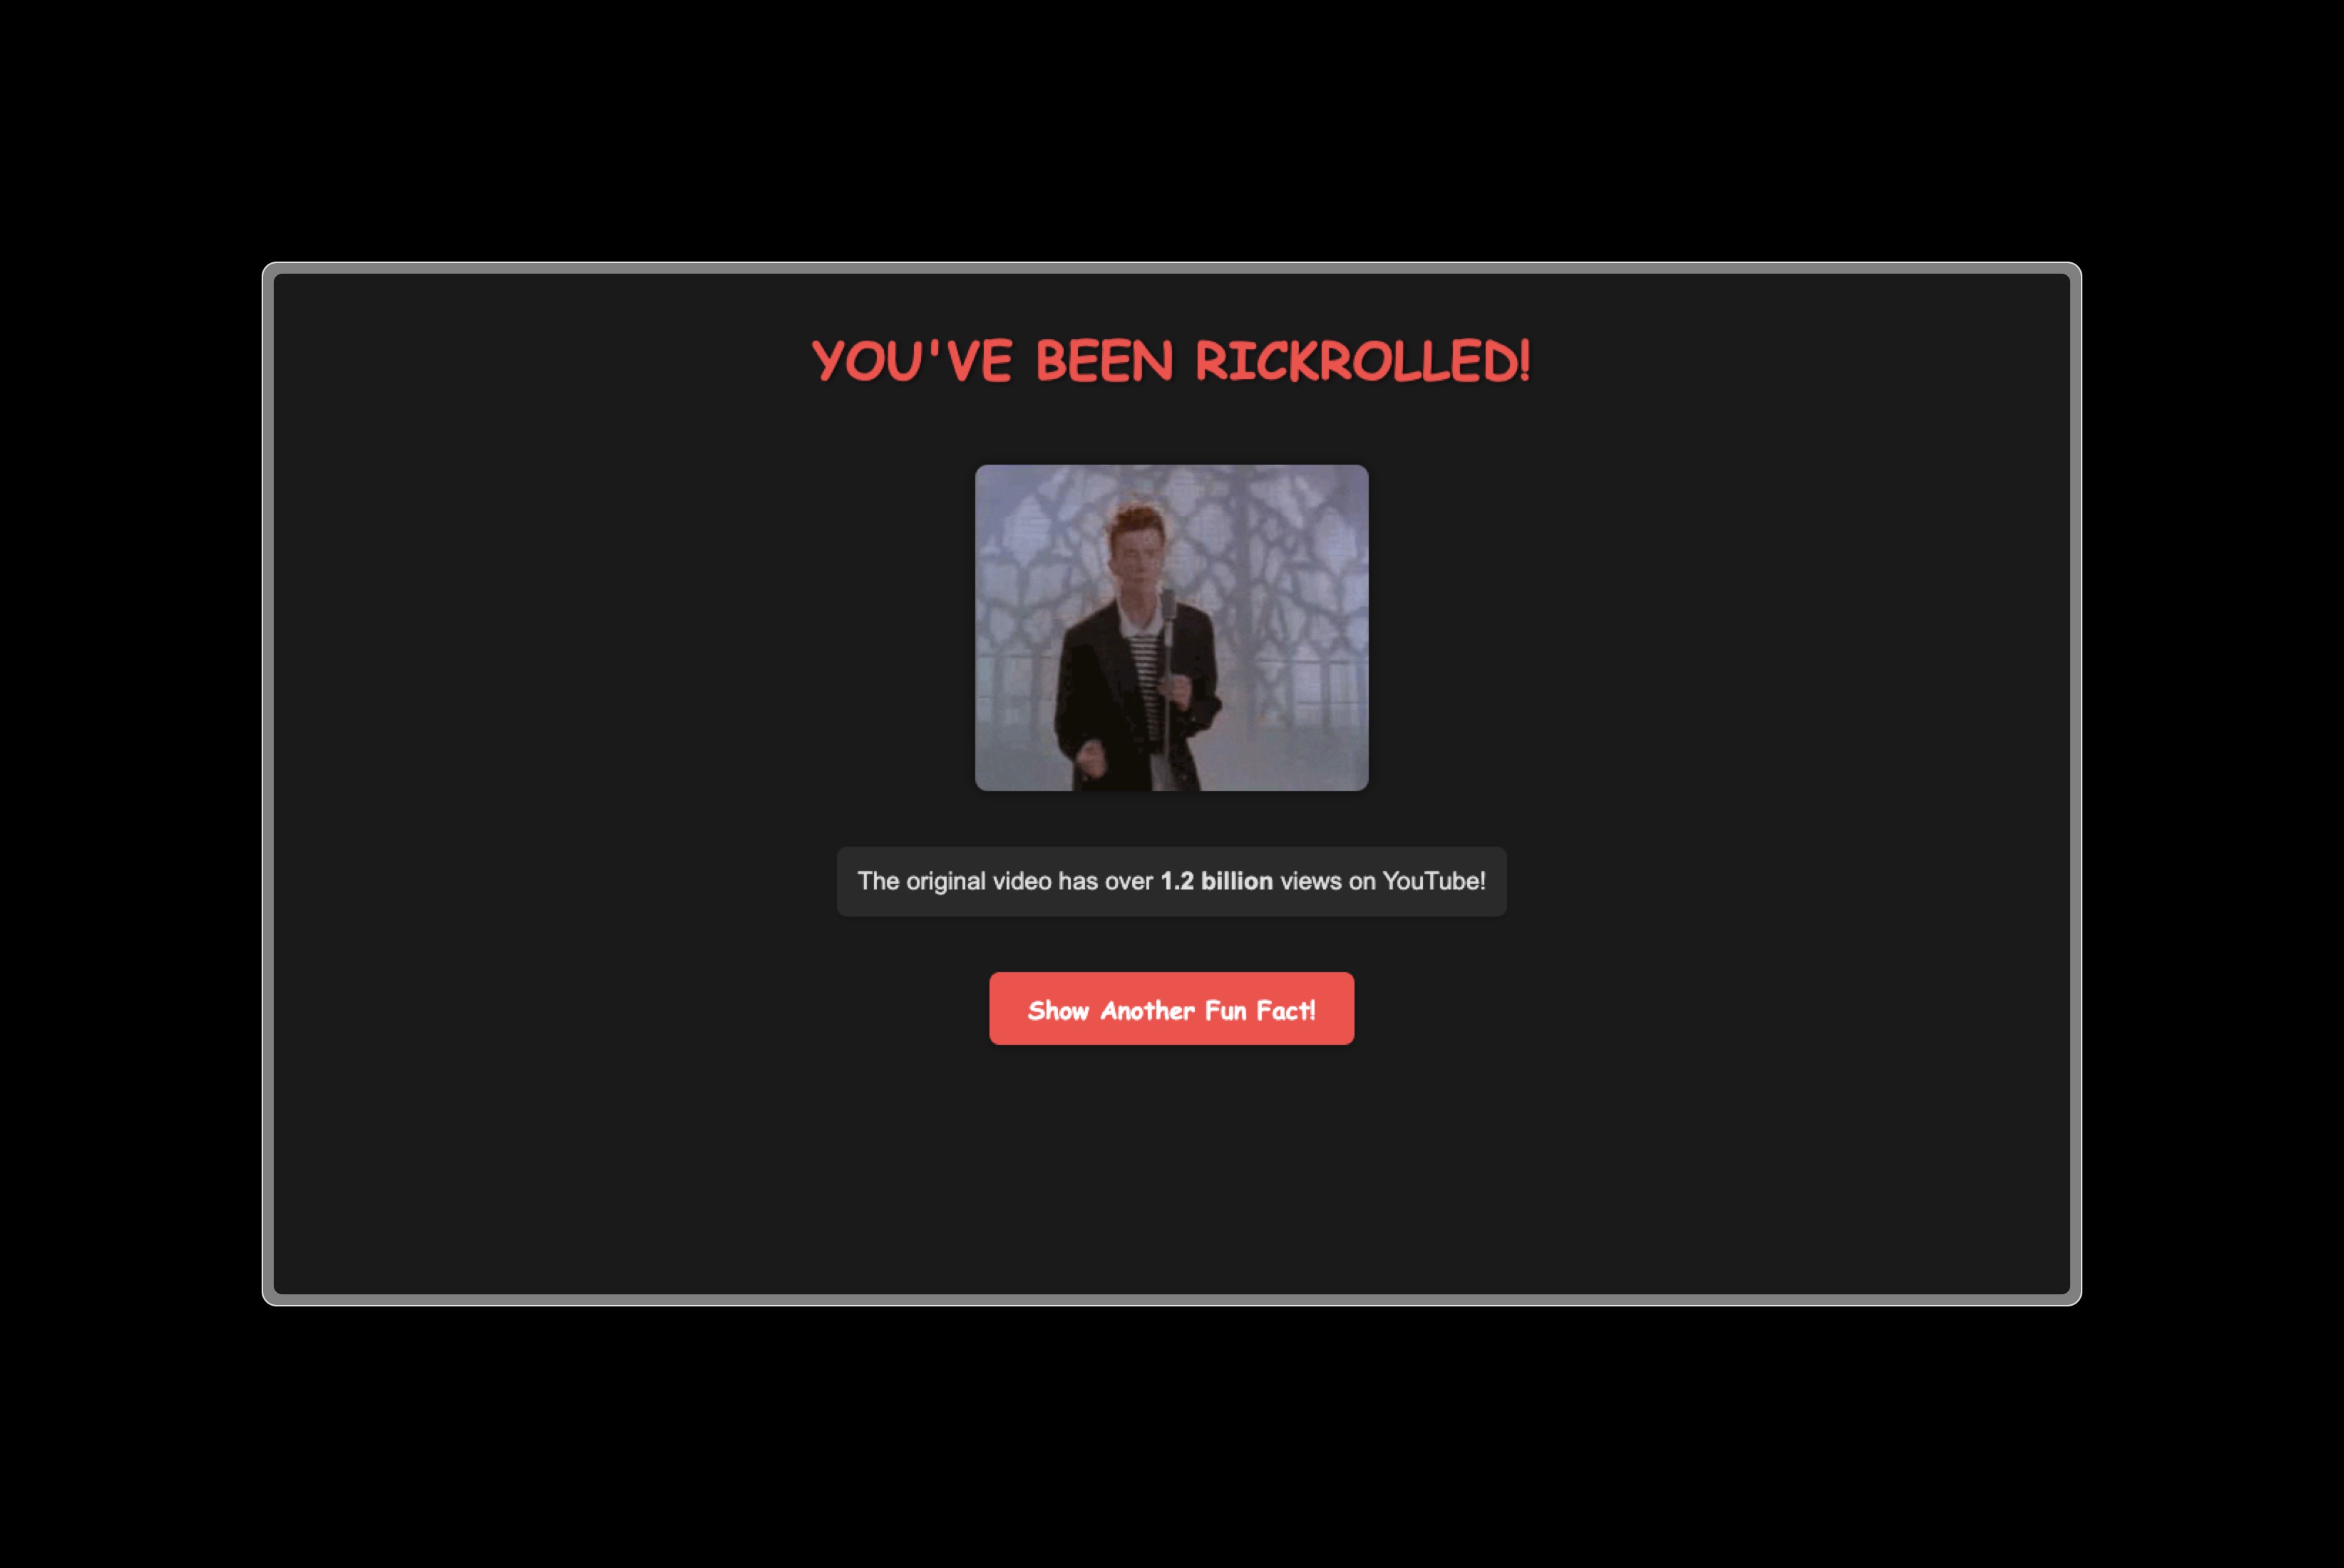 YOU'VE BEEN RICKROLLED!
The original video has over 1.2 billion views on YouTube!
Show Another Fun Fact!